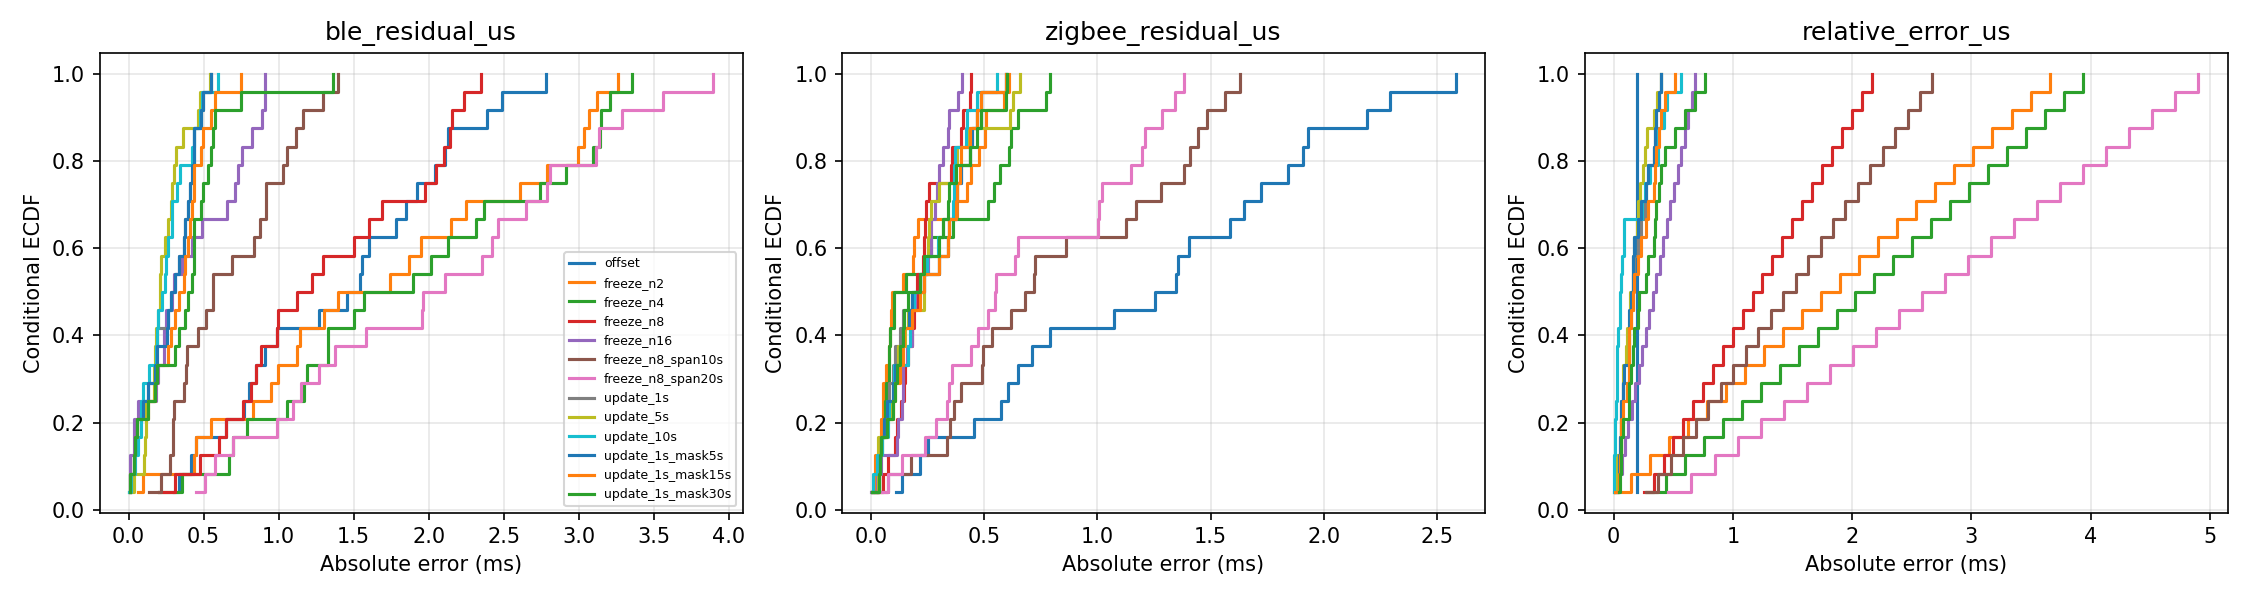 ble_residual_us
Conditional ECDF
1.0
0.8
0.6
0.4
0.2
0.0
offset
freeze_n2
freeze_n4
freeze_n8
freeze_n16
freeze_n8_span10s
freeze_n8_span20s
update_1s
update_5s
update_10s
update_1s_mask5s
update_1s_mask15s
update_1s_mask30s
0.0 0.5 1.0 1.5 2.0 2.5 3.0 3.5 4.0
Absolute error (ms)
zigbee_residual_us
Conditional ECDF
1.0
0.8
0.6
0.4
0.2
0.0
0.0 0.5 1.0 1.5 2.0 2.5
Absolute error (ms)
relative_error_us
Conditional ECDF
1.0
0.8
0.6
0.4
0.2
0.0
0 1 2 3 4 5
Absolute error (ms)